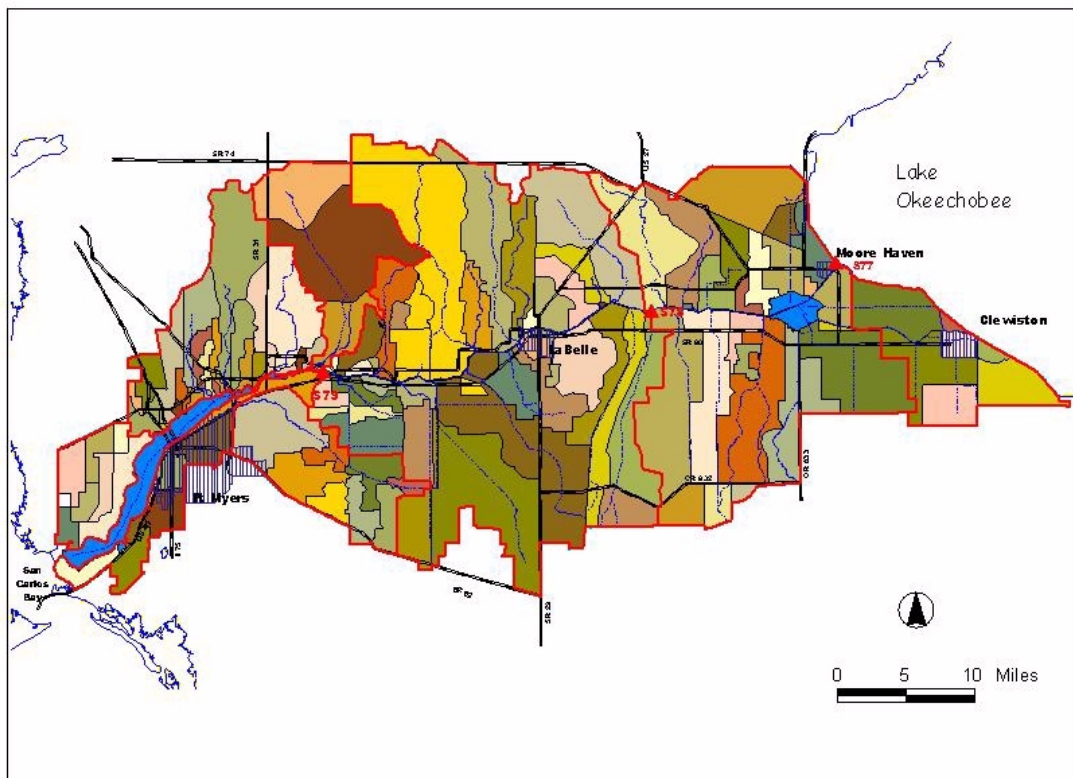 SR 74
US 27
Lake
Okeechobee
SR 31
Moore Haven
S77
Clewiston
S78
SR 80
La Belle
S79
CR 832
CR 833
Ft. Myers
I 75
San
Carlos
Bay
SR 82
SR 29
0 5 10 Miles